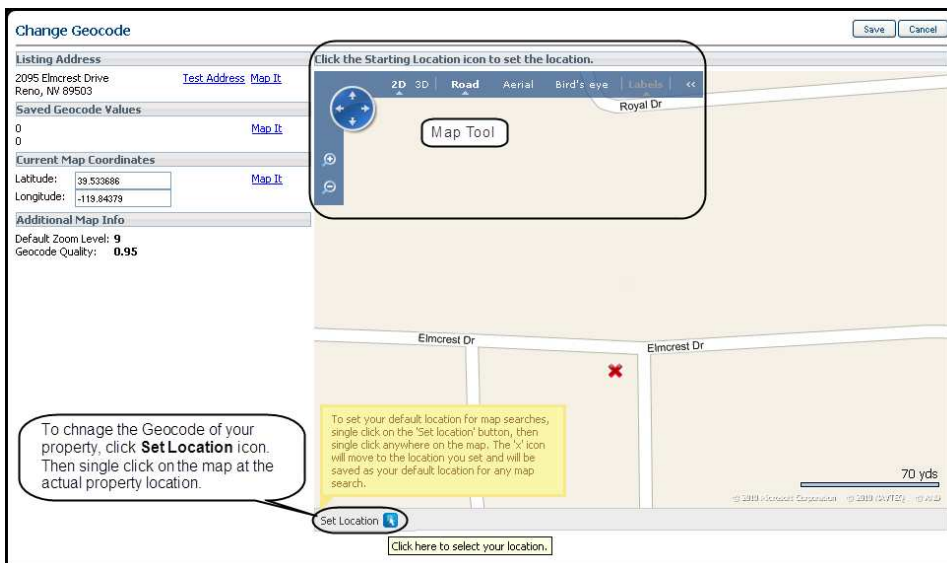 Change Geocode
Save Cancel
Listing Address
2095 Elmcrest Drive
Reno, NV 89503
Test Address Map It
Saved Geocode Values
0
0
Map It
Current Map Coordinates
Latitude: 39.533686
Map It
Longitude: -119.84379
Additional Map Info
Default Zoom Level: 9
Geocode Quality: 0.95
Click the Starting Location icon to set the location.
2D 3D Road Aerial Bird's eye Labels <<
Royal Dr
Map Tool
Elmcrest Dr
Elmcrest Dr
To set your default location for map searches,
single click on the 'Set location' button, then
single click anywhere on the map. The 'x' icon
will move to the location you set and will be
saved as your default location for any map
search.
To chnage the Geocode of your
property, click Set Location icon.
Then single click on the map at the
actual property location.
70 yds
© 2010 Microsoft Corporation © 2010 NAVTEQ © AND
Set Location
Click here to select your location.